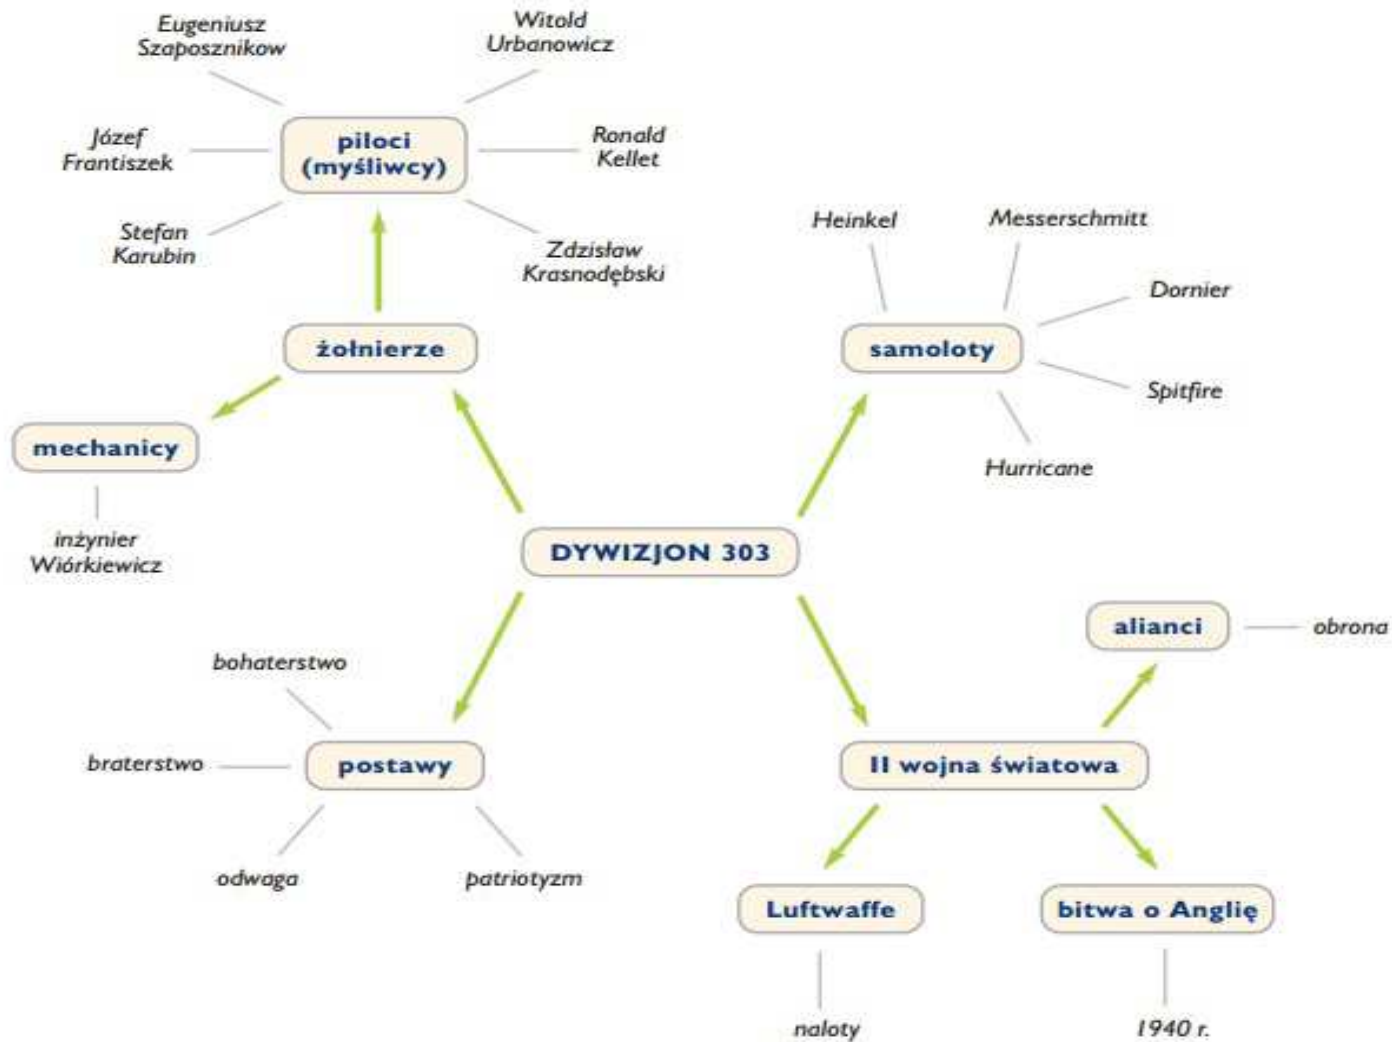 Eugeniusz
Szaposznikow
Witold
Urbanowicz
Józef
Frantiszek
piloci
(myśliwcy)
Ronald
Kellet
Stefan
Karubin
Zdzisław
Krasnodębski
Heinkel
Messerschmitt
Dornier
żołnierze
samoloty
Spitfire
mechanicy
Hurricane
inżynier
Wiórkiewicz
DYWIZJON 303
alianci
obrona
bohaterstwo
braterstwo
postawy
II wojna światowa
odwaga
patriotyzm
Luftwaffe
bitwa o Anglię
naloty
1940 r.